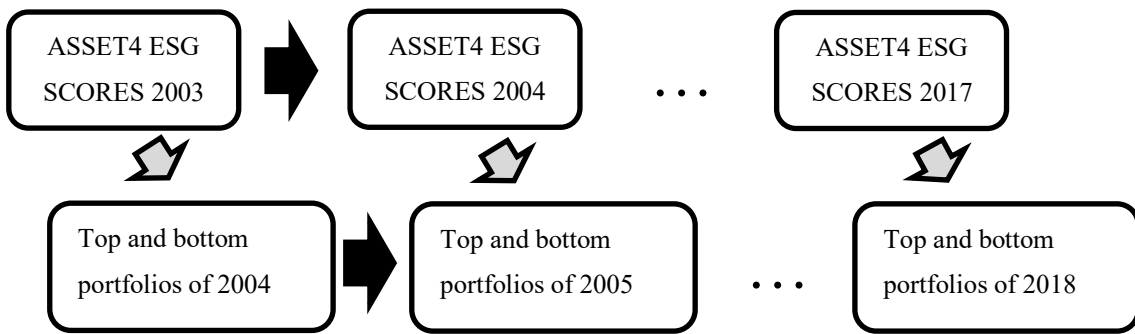 ASSET4 ESG
SCORES 2003
ASSET4 ESG
SCORES 2004
...
ASSET4 ESG
SCORES 2017
Top and bottom
portfolios of 2004
Top and bottom
portfolios of 2005
...
Top and bottom
portfolios of 2018